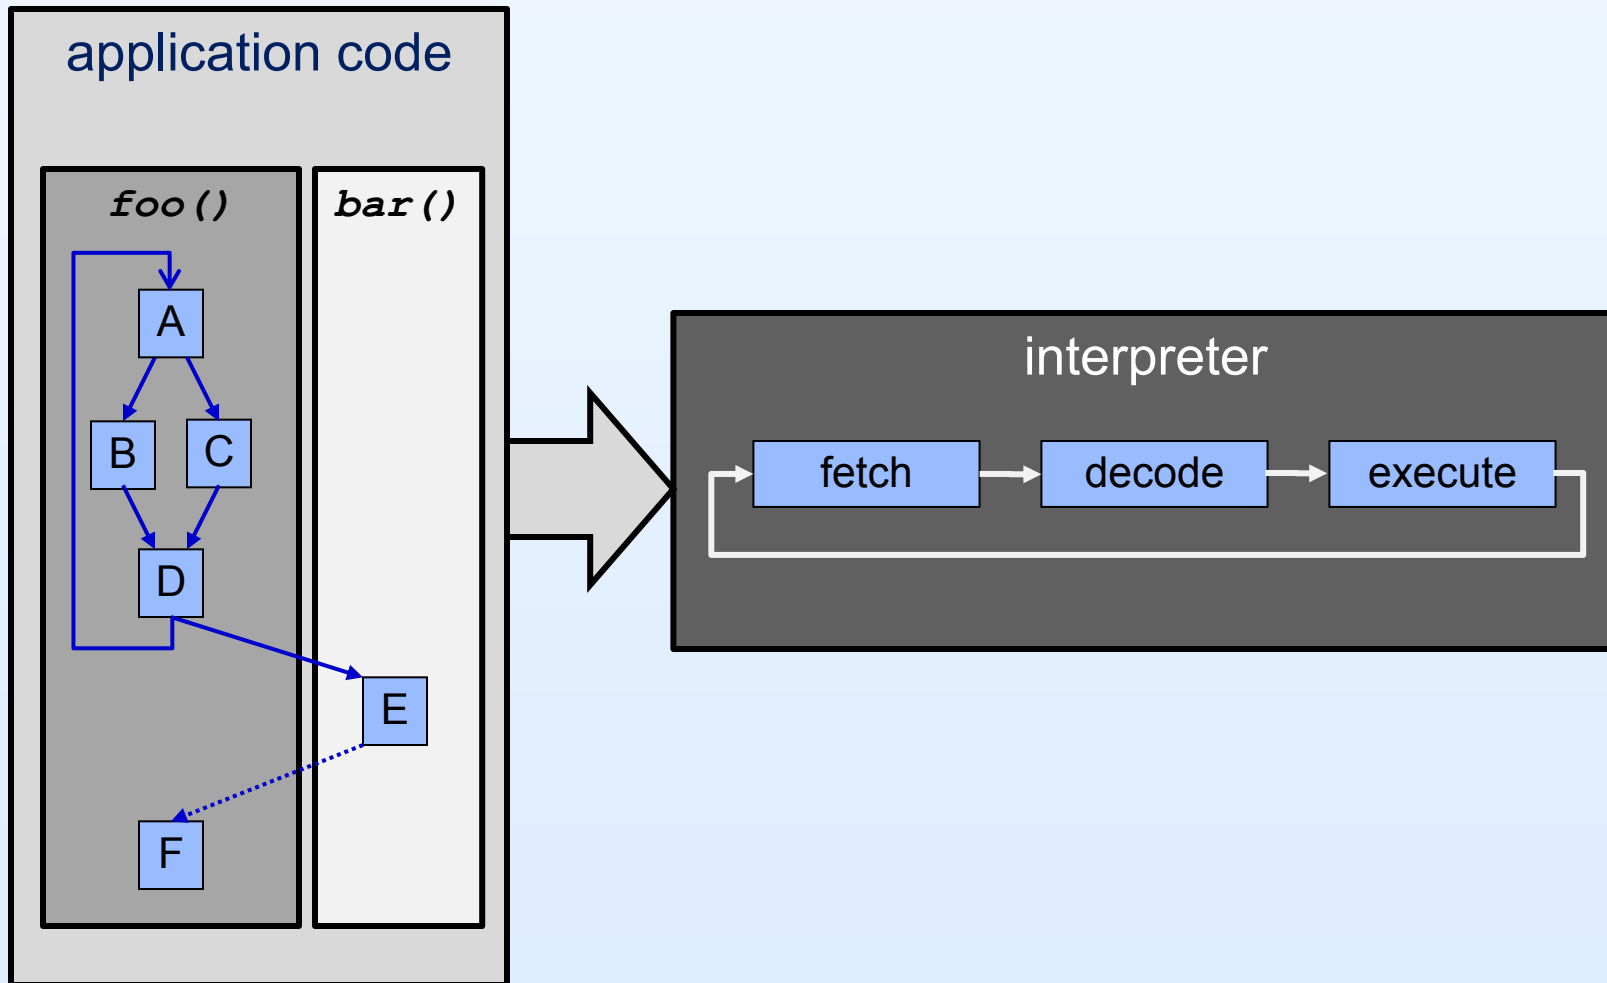 application code
foo()
bar()
A
B
C
D
E
F
interpreter
fetch
decode
execute